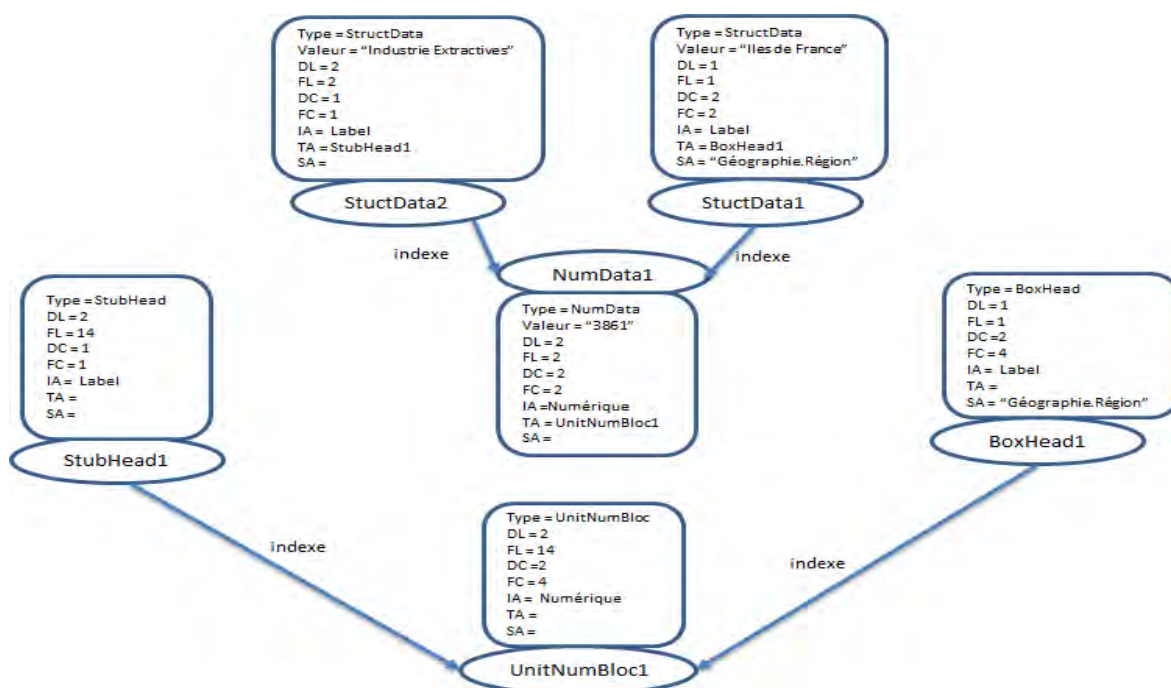 Type = StructData
Valeur = “Industrie Extractives”
DL = 2
FL = 2
DC = 1
FC = 1
IA = Label
TA = StubHead1
SA =
StuctData2
Type = StructData
Valeur = “Iles de France”
DL = 1
FL = 1
DC = 2
FC = 2
IA = Label
TA = BoxHead1
SA = “Géographie.Région”
StuctData1
indexe
indexe
NumData1
Type = NumData
Valeur = “3861”
DL = 2
FL = 2
DC = 2
FC = 2
IA =Numérique
TA = UnitNumBloc1
SA =
Type = StubHead
DL = 2
FL = 14
DC = 1
FC = 1
IA = Label
TA =
SA =
StubHead1
Type = BoxHead
DL = 1
FL = 1
DC =2
FC = 4
IA = Label
TA =
SA = “Géographie.Région”
BoxHead1
indexe
indexe
Type = UnitNumBloc
DL = 2
FL = 14
DC =2
FC = 4
IA = Numérique
TA =
SA =
UnitNumBloc1